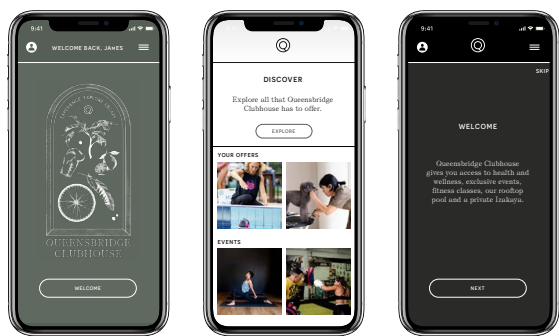 9:41
WELCOME BACK, JAMES
QUEENSBRIDGE
CLUBHOUSE
WELCOME
DISCOVER
Explore all that Queensbridge
Clubhouse has to offer.
EXPLORE
YOUR OFFERS
EVENTS
9:41
SKIP
WELCOME
Queensbridge Clubhouse
gives you access to health and
wellness, exclusive events,
fitness classes, our rooftop
pool and a private Izakaya.
NEXT